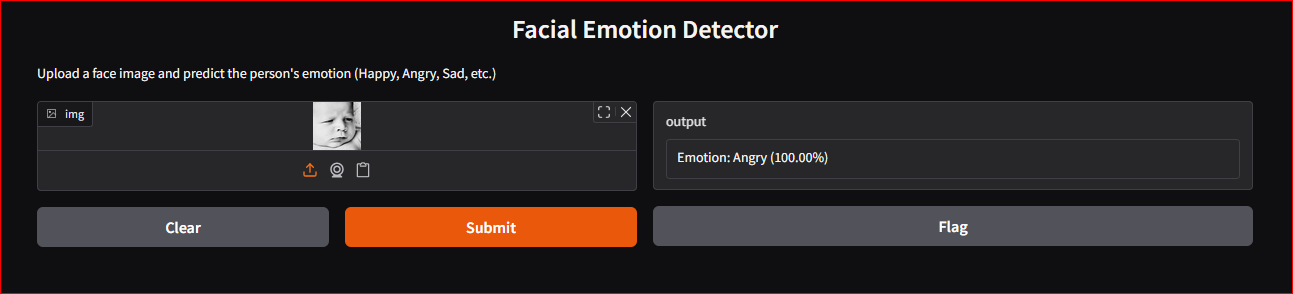 Facial Emotion Detector
Upload a face image and predict the person's emotion (Happy, Angry, Sad, etc.)
img
output
Emotion: Angry (100.00%)
Clear
Submit
Flag